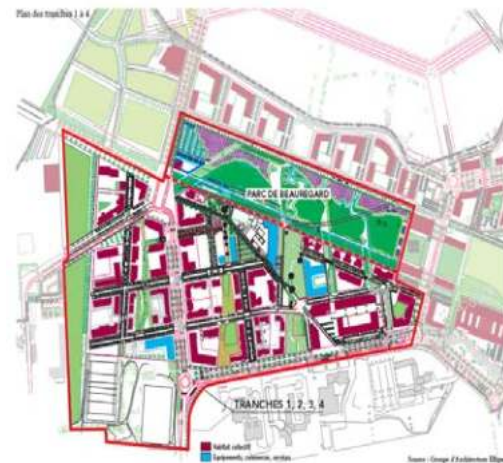 Plan des tranches 1 à 4
PARC DE BEAUREGARD
TRANCHES 1, 2, 3, 4
Habitat collectif
Equipements, commerces, services
Source : Groupe d'Architecture